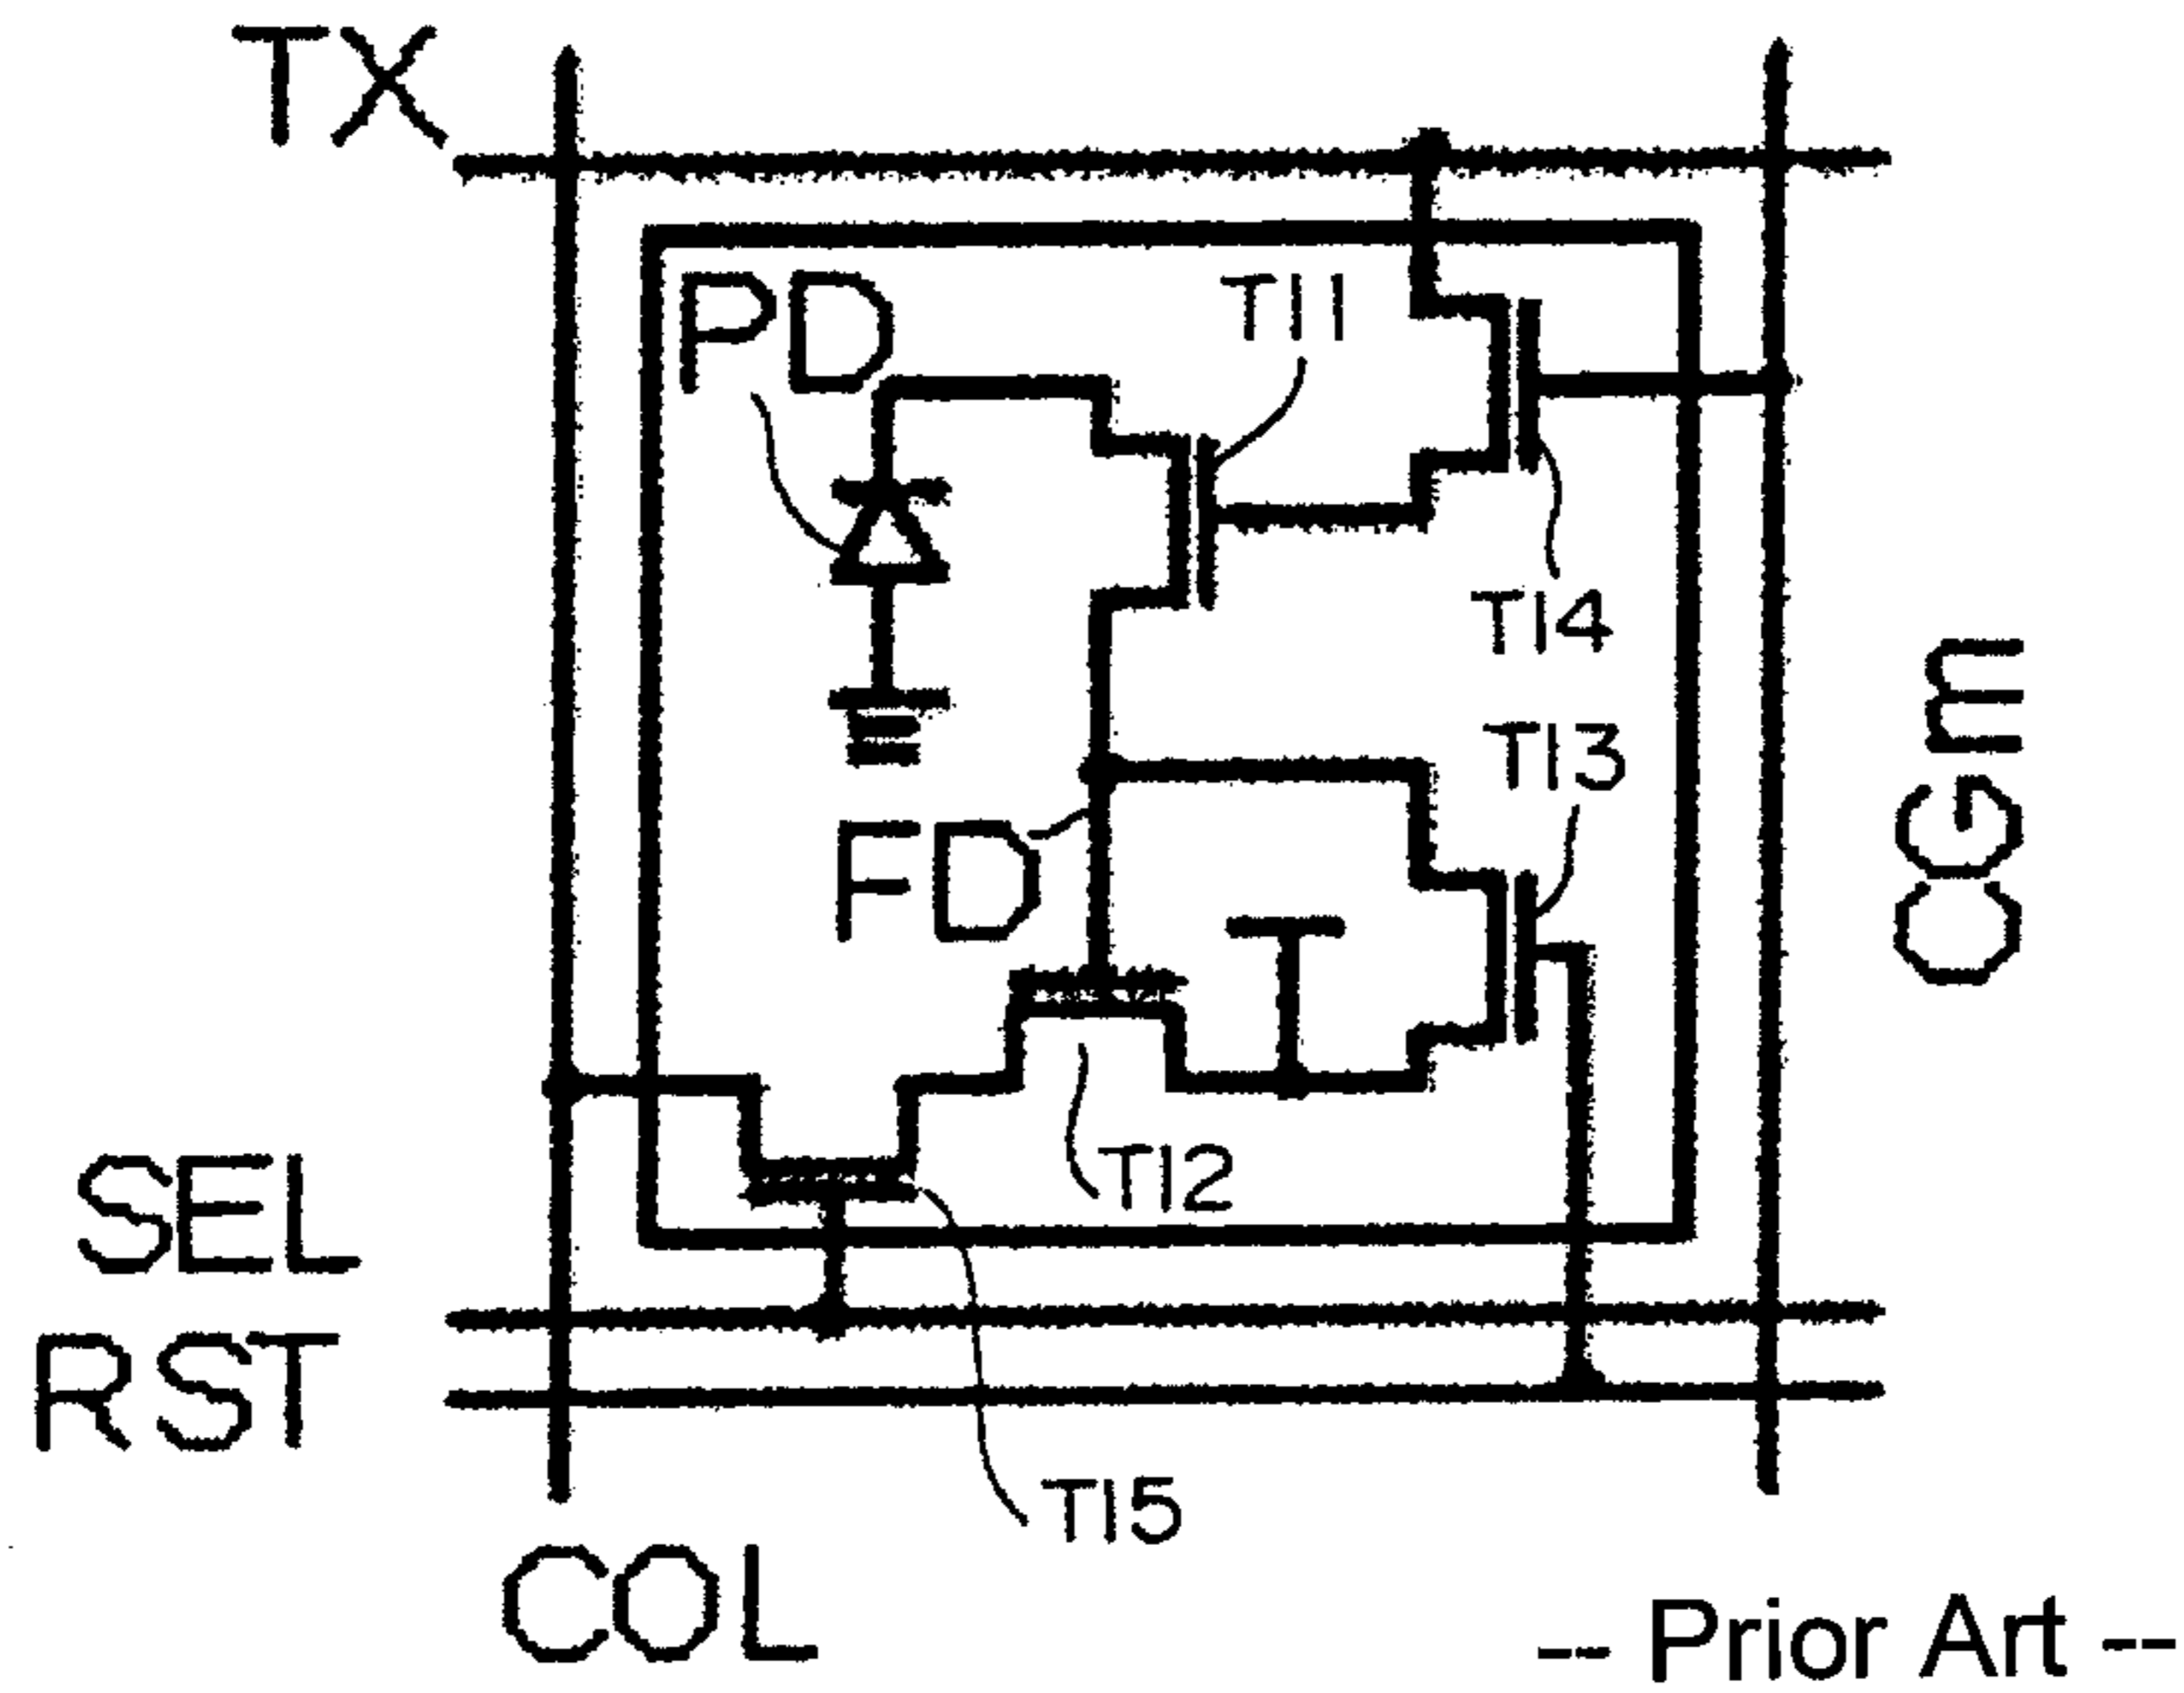 TX
PD
T11
T14
CGm
T13
FD
T12
SEL
RST
T15
COL
-- Prior Art --